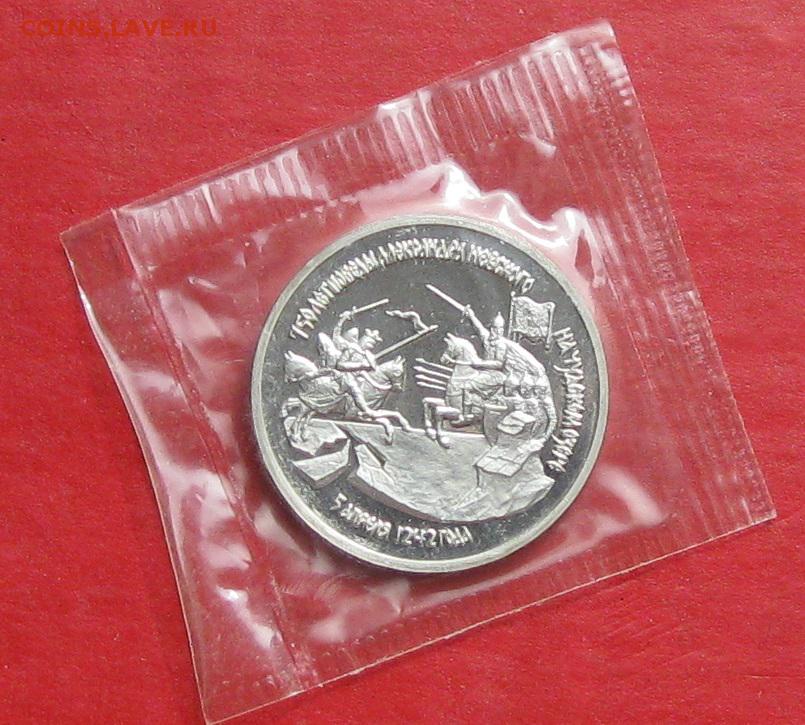 COINS.LAVE.RU
750 ЛЕТ ПОБЕДЫ АЛЕКСАНДРА НЕВСКОГО
НА ЧУДСКОМ ОЗЕРЕ
5 АПРЕЛЯ 1242 ГОДА